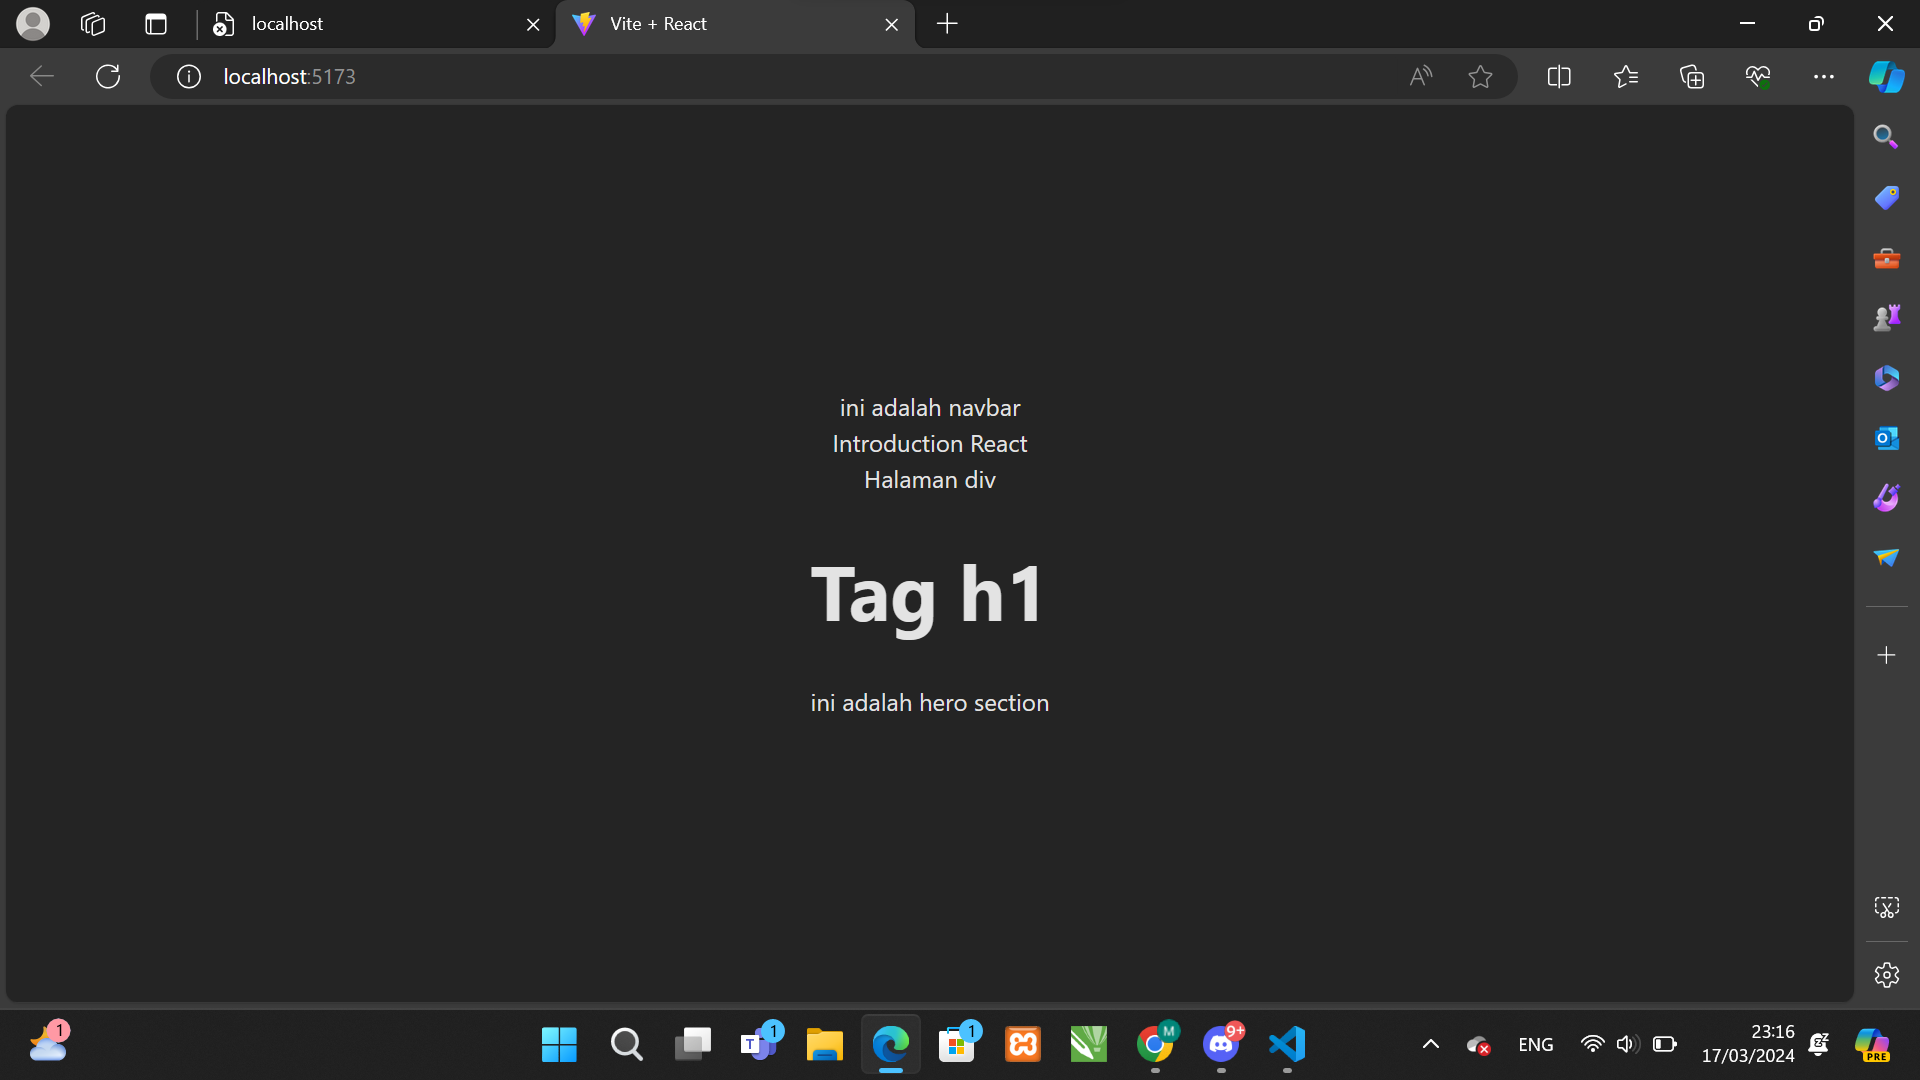 localhost
Vite + React
localhost:5173
ini adalah navbar
Introduction React
Halaman div
Tag h1
ini adalah hero section
1
1
1
M
9+
ENG
23:16
17/03/2024
PRE